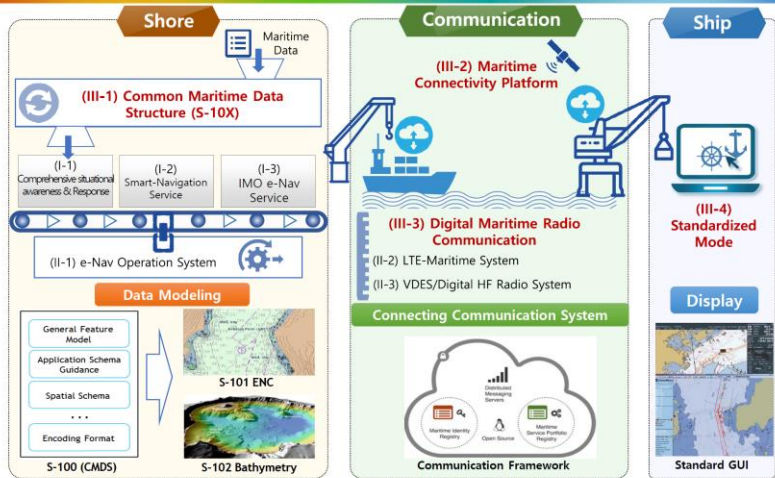 Shore
Maritime
Data
(III-1) Common Maritime Data
Structure (S-10X)
(I-1)
Comprehensive situational
awareness & Response
(I-2)
Smart-Navigation
Service
(I-3)
IMO e-Nav
Service
(II-1) e-Nav Operation System
Data Modeling
General Feature
Model
Application Schema
Guidance
Spatial Schema
...
Encoding Format
S-100 (CMDS)
S-101 ENC
S-102 Bathymetry
Communication
(III-2) Maritime
Connectivity Platform
(III-3) Digital Maritime Radio
Communication
(II-2) LTE-Maritime System
(II-3) VDES/Digital HF Radio System
Connecting Communication System
Distributed
Messaging
Servers
Maritime Identity
Registry
Open Source
Maritime
Service Portfolio
Registry
Communication Framework
Ship
(III-4)
Standardized
Mode
Display
Standard GUI